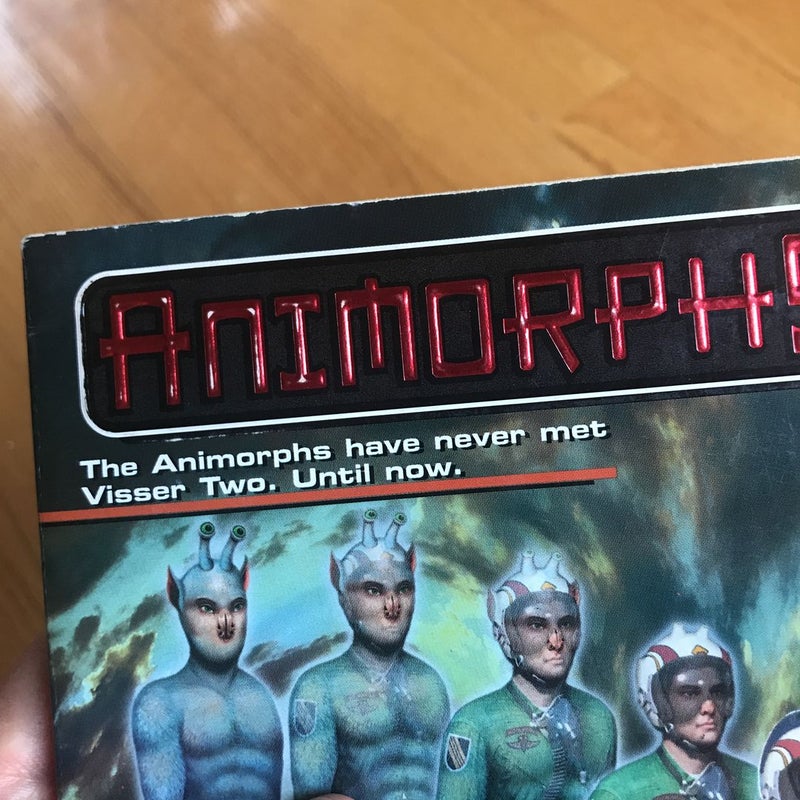 ANIMORPHS
The Animorphs have never met
Visser Two. Until now.